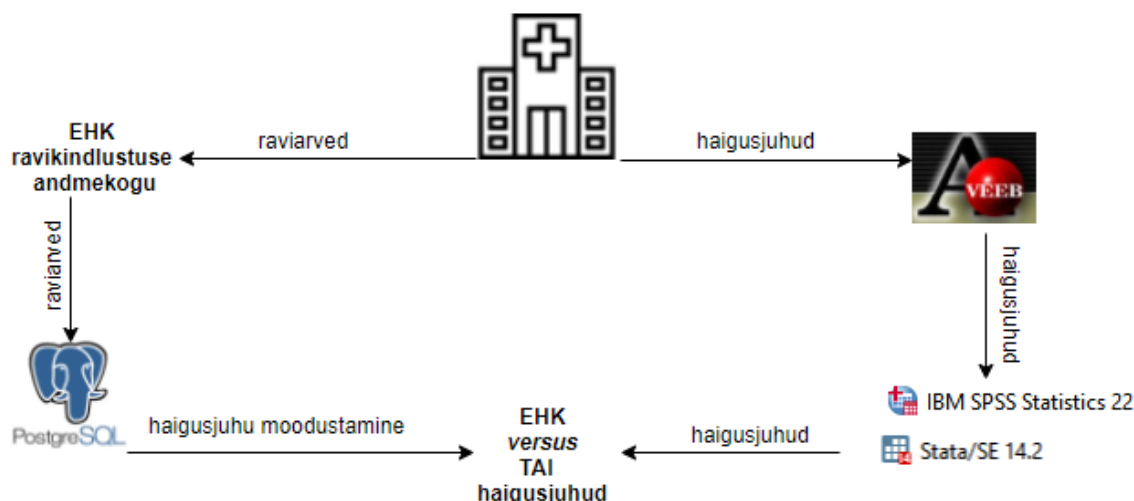 EHK
ravikindlustuse
andmekogu
raviarved
haigusjuhud
A
VEEB
raviarved
haigusjuhud
PostgreSQL
haigusjuhu moodustamine
EHK
versus
TAI
haigusjuhud
haigusjuhud
IBM SPSS Statistics 22
14
Stata/SE 14.2